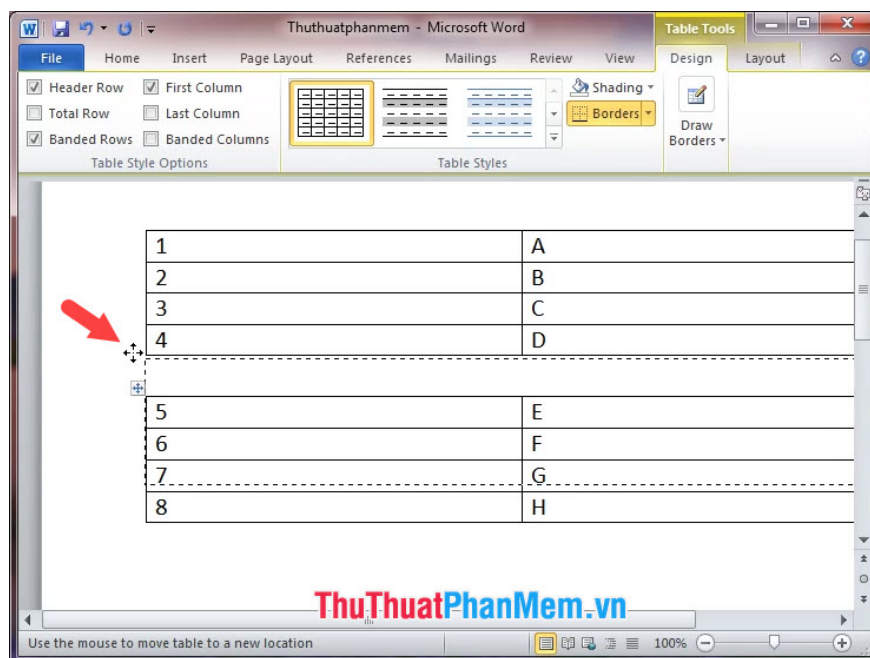 W Thuthuatphanmem - Microsoft Word Table Tools
File Home Insert Page Layout References Mailings Review View Design Layout
Header Row First Column Shading
Total Row Last Column Borders
Banded Rows Banded Columns
Draw
Borders
Table Style Options Table Styles
1 A
2 B
3 C
4 D
5 E
6 F
7 G
8 H
ThuThuatPhanMem.vn
Use the mouse to move table to a new location 100%